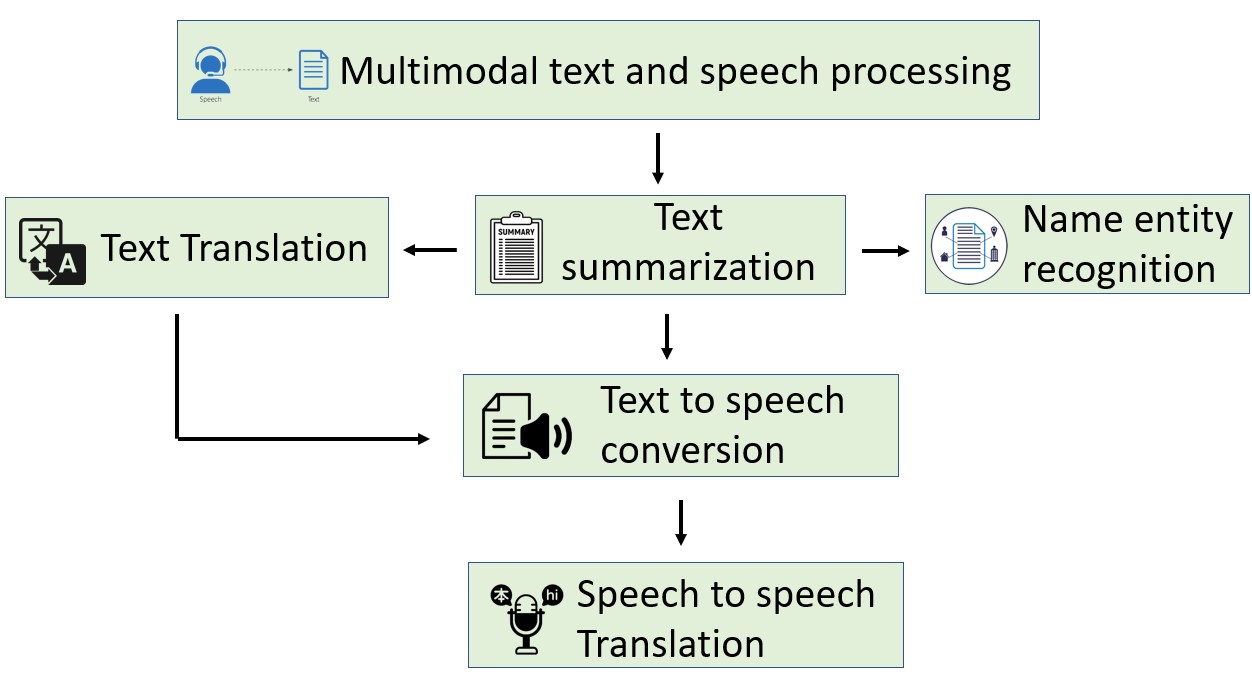 Speech
Text
Multimodal text and speech processing
文
A
Text Translation
SUMMARY
Text
summarization
Name entity
recognition
Text to speech
conversion
本
hi
Speech to speech
Translation